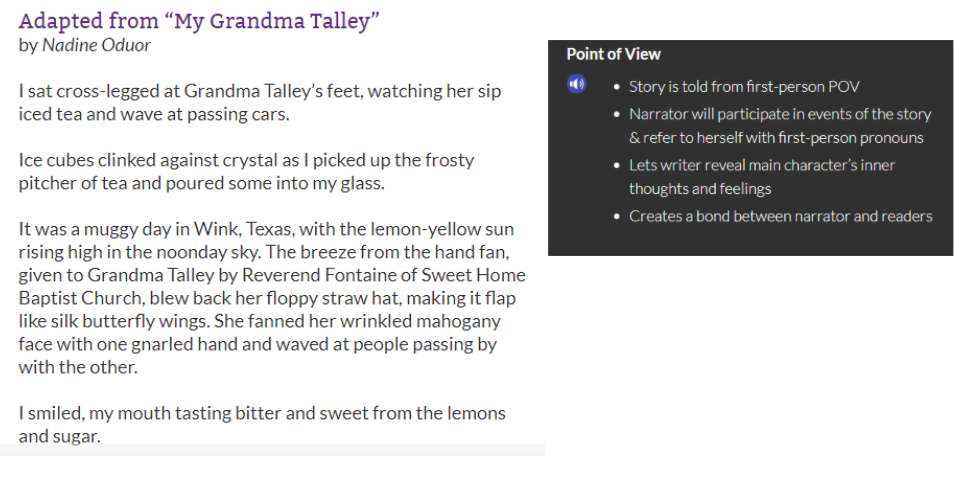 Adapted from “My Grandma Talley”
by Nadine Oduor
I sat cross-legged at Grandma Talley’s feet, watching her sip
iced tea and wave at passing cars.
Ice cubes clinked against crystal as I picked up the frosty
pitcher of tea and poured some into my glass.
It was a muggy day in Wink, Texas, with the lemon-yellow sun
rising high in the noonday sky. The breeze from the hand fan,
given to Grandma Talley by Reverend Fontaine of Sweet Home
Baptist Church, blew back her floppy straw hat, making it flap
like silk butterfly wings. She fanned her wrinkled mahogany
face with one gnarled hand and waved at people passing by
with the other.
I smiled, my mouth tasting bitter and sweet from the lemons
and sugar.
Point of View
• Story is told from first-person POV
• Narrator will participate in events of the story
& refer to herself with first-person pronouns
• Lets writer reveal main character’s inner
thoughts and feelings
• Creates a bond between narrator and readers